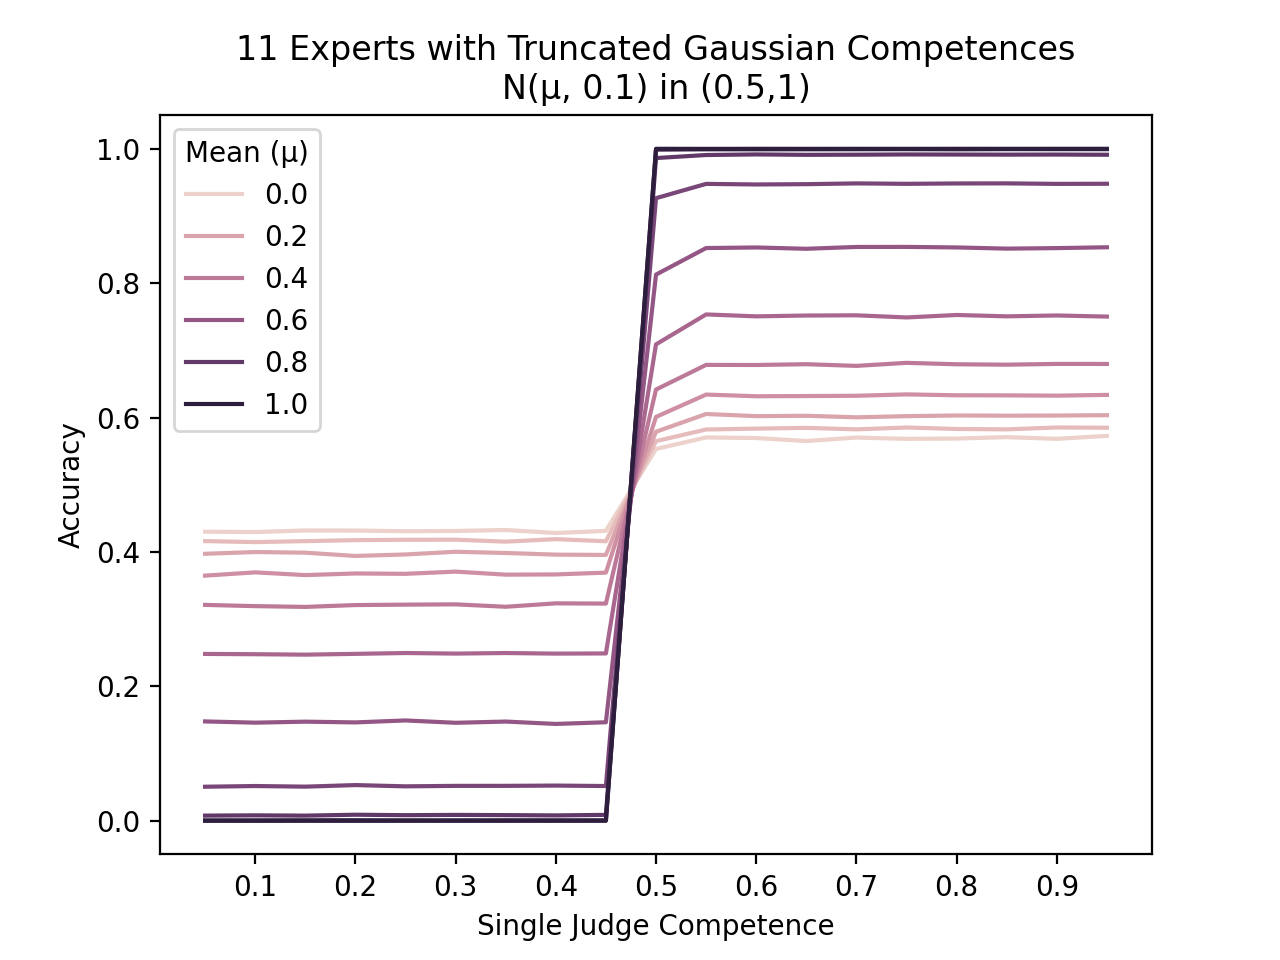 11 Experts with Truncated Gaussian Competences
N(μ, 0.1) in (0.5,1)
Mean (μ)
0.0
0.2
0.4
0.6
0.8
1.0
1.0
0.8
0.6
0.4
0.2
0.0
Accuracy
0.1 0.2 0.3 0.4 0.5 0.6 0.7 0.8 0.9
Single Judge Competence